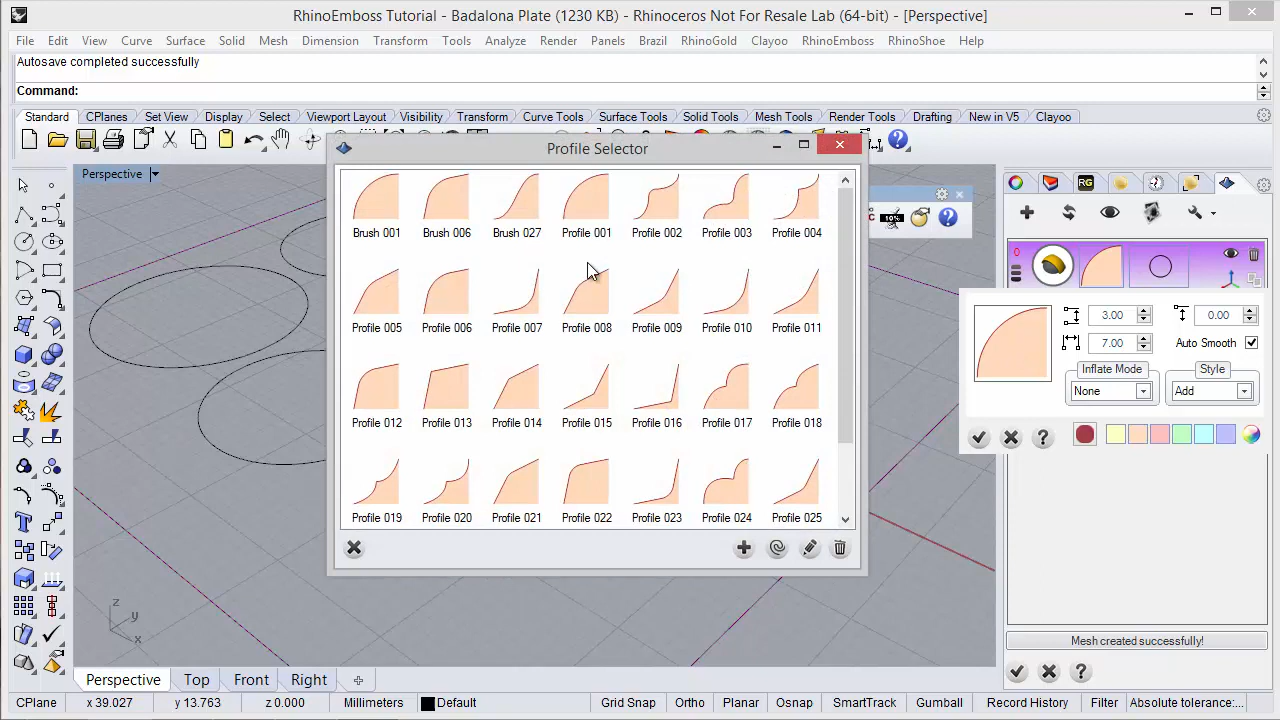 RhinoEmboss Tutorial - Badalona Plate (1230 KB) - Rhinoceros Not For Resale Lab (64-bit) - [Perspective]
File Edit View Curve Surface Solid Mesh Dimension Transform Tools Analyze Render Panels Brazil RhinoGold Clayoo RhinoEmboss RhinoShoe Help
Autosave completed successfully
Command:
Standard CPlanes Set View Display Select Viewport Layout Visibility Transform Curve Tools Surface Tools Solid Tools Mesh Tools Render Tools Drafting New in V5 Clayoo
Profile Selector
Perspective
RG
10%
0
Brush 001 Brush 006 Brush 027 Profile 001 Profile 002 Profile 003 Profile 004
Profile 005 Profile 006 Profile 007 Profile 008 Profile 009 Profile 010 Profile 011
Profile 012 Profile 013 Profile 014 Profile 015 Profile 016 Profile 017 Profile 018
Profile 019 Profile 020 Profile 021 Profile 022 Profile 023 Profile 024 Profile 025
3.00 0.00
7.00 Auto Smooth
Inflate Mode Style
None Add
z
y
x
Mesh created successfully!
Perspective Top Front Right
CPlane x 39.027 y 13.763 z 0.000 Millimeters Default Grid Snap Ortho Planar Osnap SmartTrack Gumball Record History Filter Absolute tolerance:...